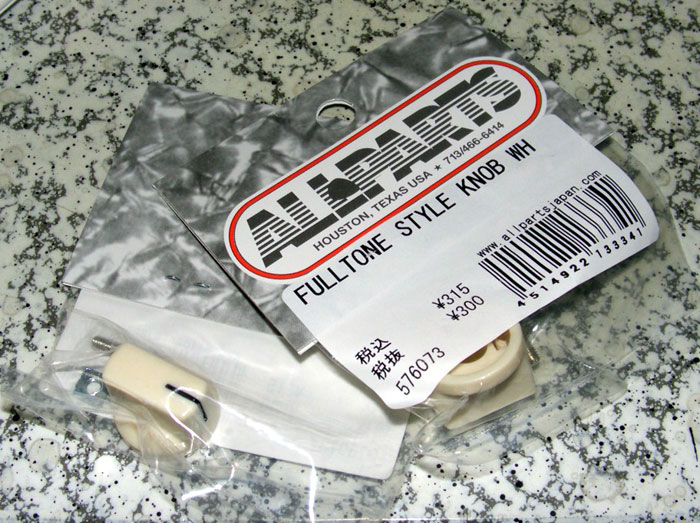 ALLPARTS
HOUSTON, TEXAS USA ★ 713/466-6414
FULLTONE STYLE KNOB WH
www.allpartsjapan.com
4 514922 733341
税込 ¥315
税抜 ¥300
576073